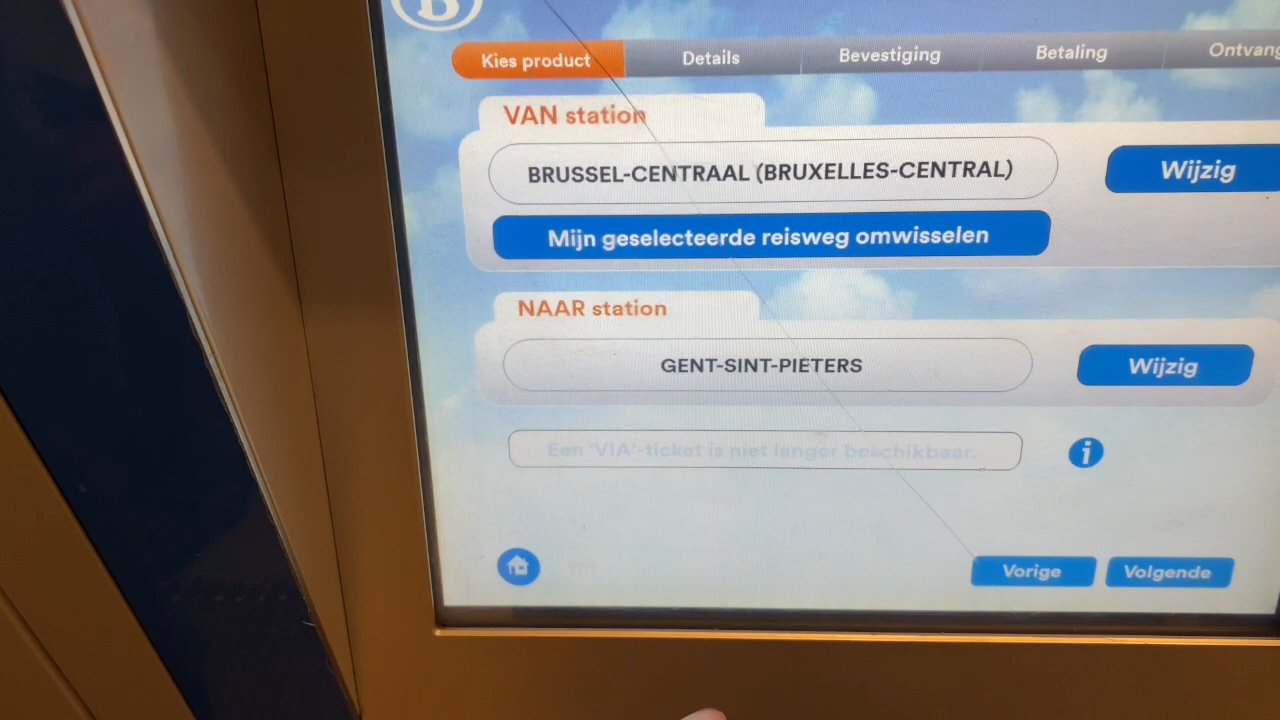 B
Kies product Details Bevestiging Betaling
VAN station
BRUSSEL-CENTRAAL (BRUXELLES-CENTRAL)
Wijzig
Mijn geselecteerde reisweg omwisselen
NAAR station
GENT-SINT-PIETERS
Wijzig
Een 'VIA'-ticket is niet langer beschikbaar.
i
Vorige Volgende